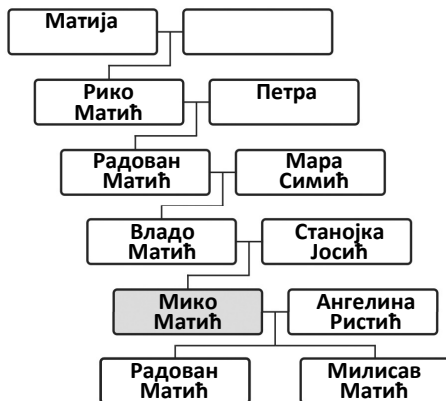 Матија
Рико
Матић
Петра
Радован
Матић
Мара
Симић
Владо
Матић
Станојка
Јосић
Мико
Матић
Ангелина
Ристић
Радован
Матић
Милисав
Матић